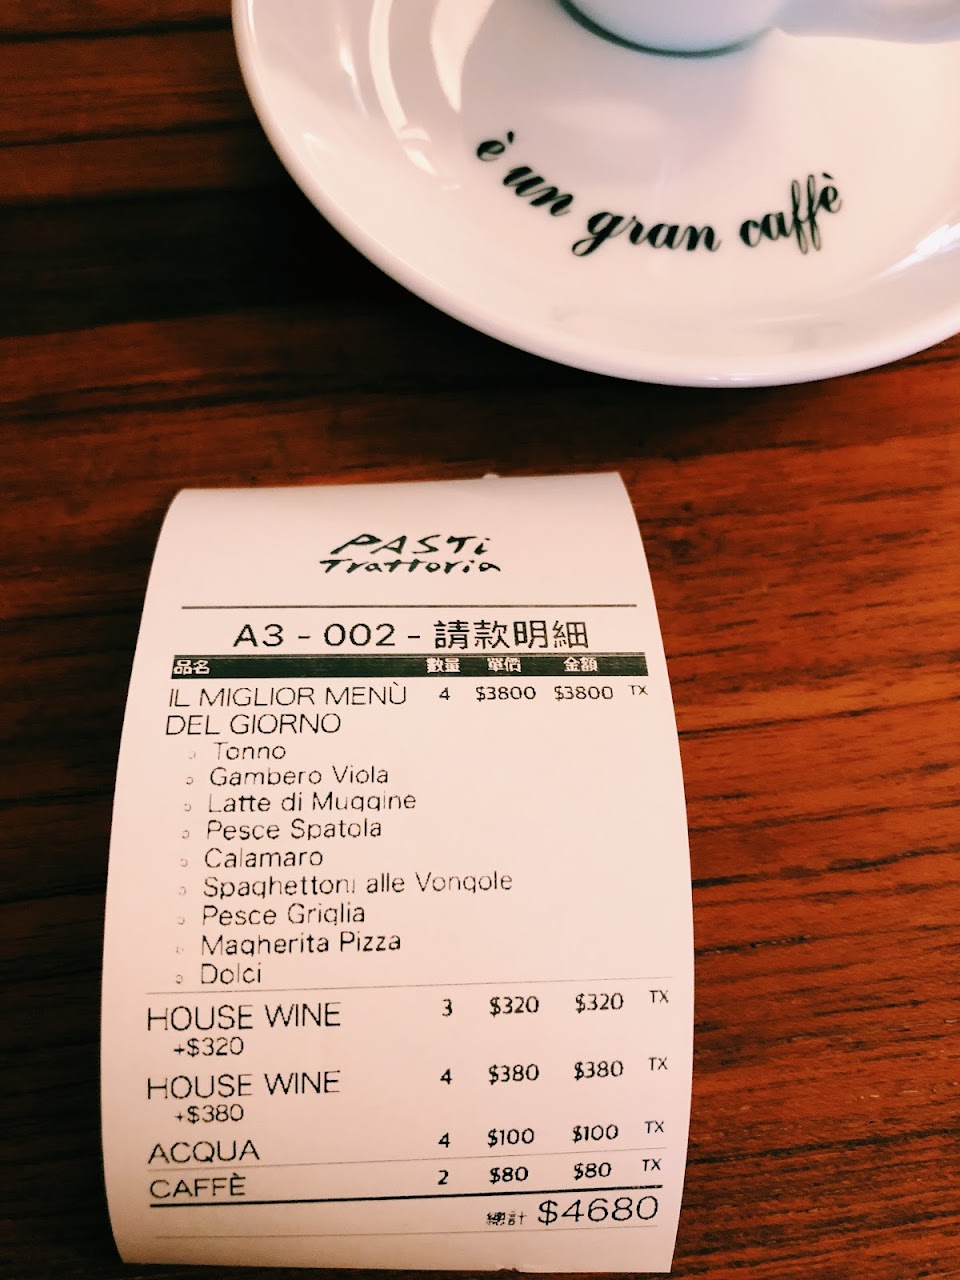 è un gran caffè
PASTi
Trattoria
A3 - 002 - 請款明細
品名 數量 單價 金額
IL MIGLIOR MENÙ 4 $3800 $3800 TX
DEL GIORNO
Tonno
Gambero Viola
Latte di Muggine
Pesce Spatola
Calamaro
Spaghettoni alle Vongole
Pesce Griglia
Magherita Pizza
Dolci
HOUSE WINE 3 $320 $320 TX
+$320
HOUSE WINE 4 $380 $380 TX
+$380
ACQUA 4 $100 $100 TX
CAFFÈ 2 $80 $80 TX
總計 $4680